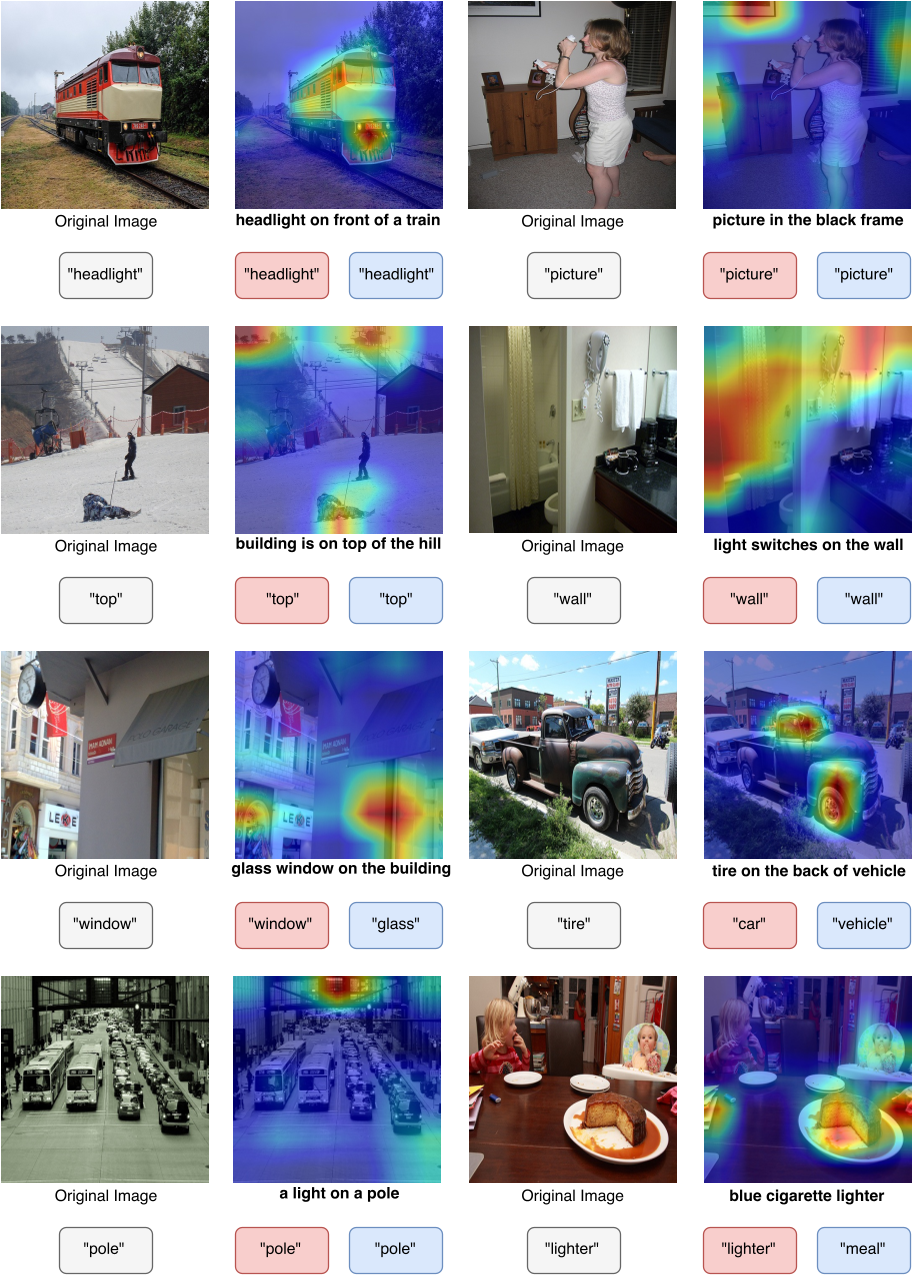 Original Image
headlight on front of a train
Original Image
picture in the black frame
"headlight"
"headlight"
"headlight"
"picture"
"picture"
"picture"
Original Image
building is on top of the hill
Original Image
light switches on the wall
"top"
"top"
"top"
"wall"
"wall"
"wall"
Original Image
glass window on the building
Original Image
tire on the back of vehicle
"window"
"window"
"glass"
"tire"
"car"
"vehicle"
Original Image
a light on a pole
Original Image
blue cigarette lighter
"pole"
"pole"
"pole"
"lighter"
"lighter"
"meal"